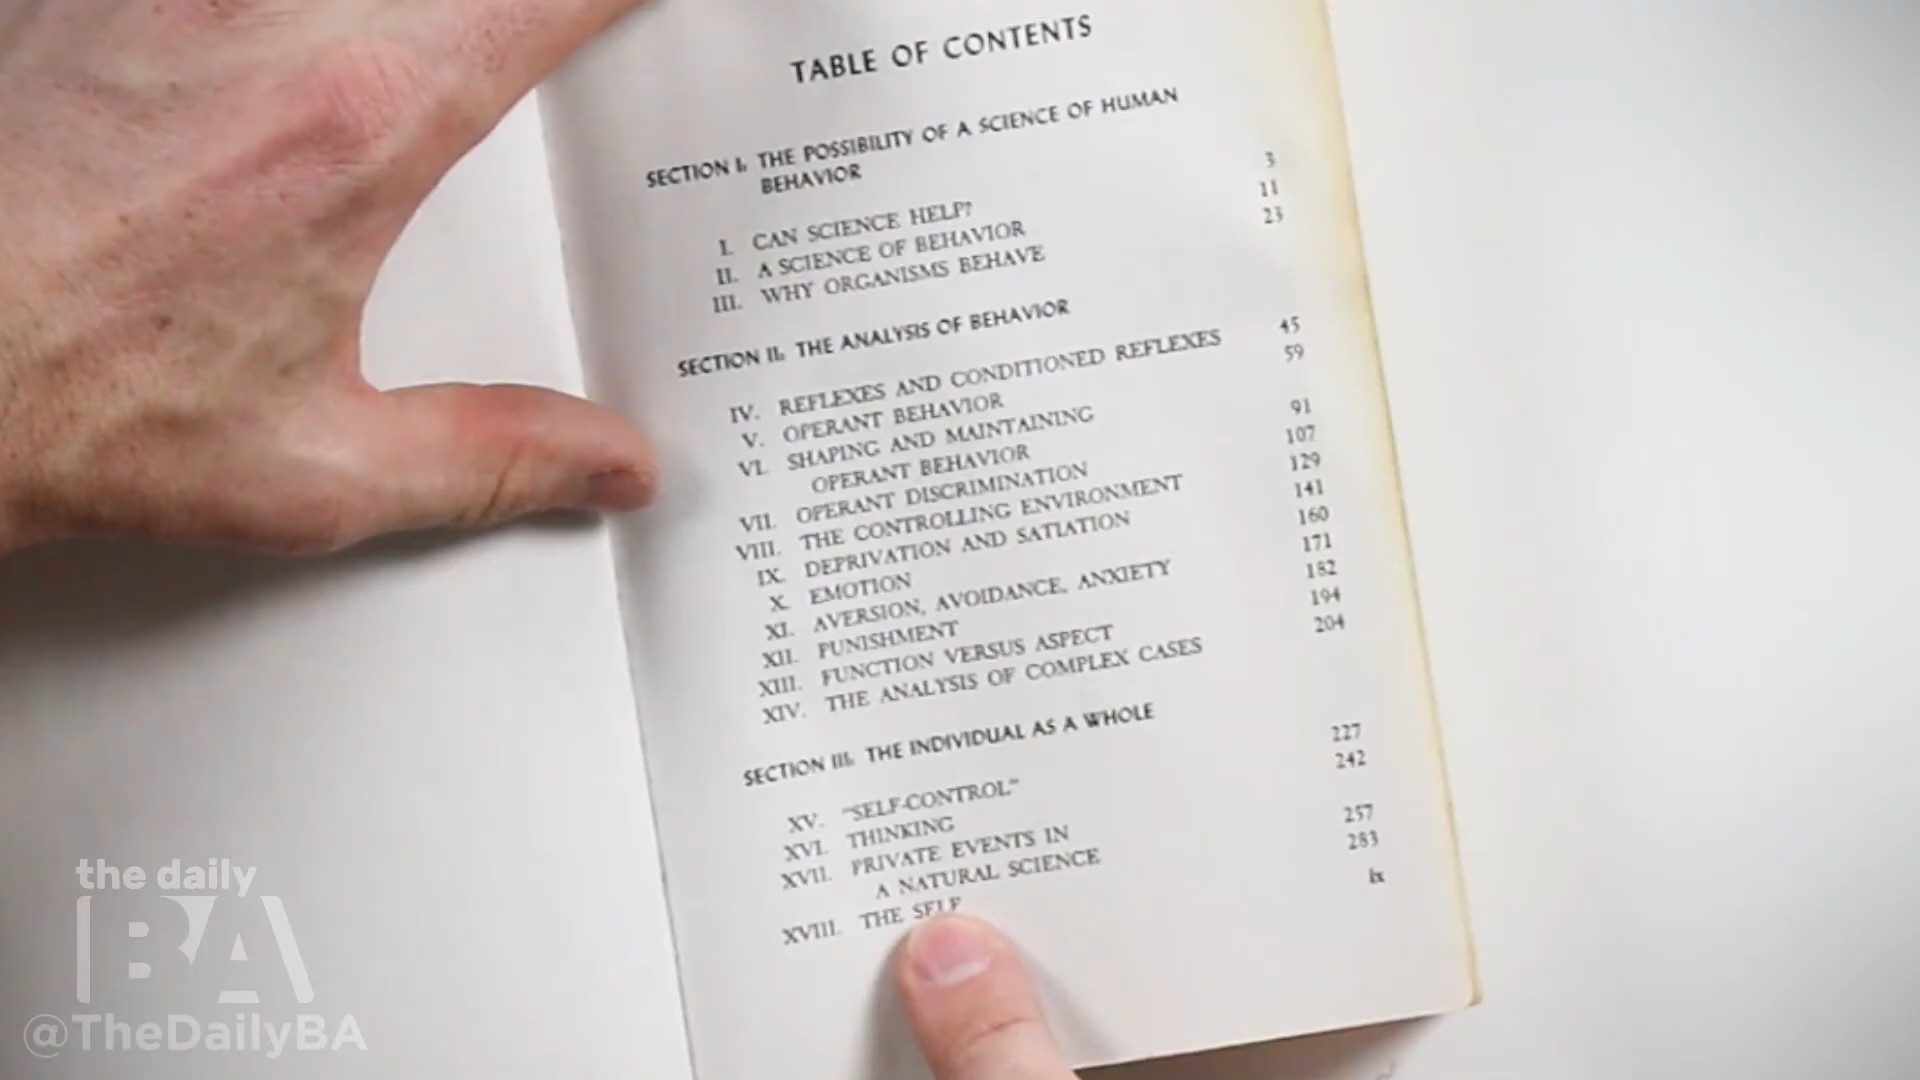 TABLE OF CONTENTS
SECTION I. THE POSSIBILITY OF A SCIENCE OF HUMAN
BEHAVIOR
I. CAN SCIENCE HELP? 3
II. A SCIENCE OF BEHAVIOR 11
III. WHY ORGANISMS BEHAVE 23
SECTION II. THE ANALYSIS OF BEHAVIOR
IV. REFLEXES AND CONDITIONED REFLEXES 45
V. OPERANT BEHAVIOR 59
VI. SHAPING AND MAINTAINING
OPERANT BEHAVIOR 91
VII. OPERANT DISCRIMINATION 107
VIII. THE CONTROLLING ENVIRONMENT 129
IX. DEPRIVATION AND SATIATION 141
X. EMOTION 160
XI. AVERSION, AVOIDANCE, ANXIETY 171
XII. PUNISHMENT 182
XIII. FUNCTION VERSUS ASPECT 194
XIV. THE ANALYSIS OF COMPLEX CASES 204
SECTION III. THE INDIVIDUAL AS A WHOLE
XV. "SELF-CONTROL" 227
XVI. THINKING 242
XVII. PRIVATE EVENTS IN
A NATURAL SCIENCE 257
XVIII. THE SELF 283
ix
the daily
BA
@TheDailyBA